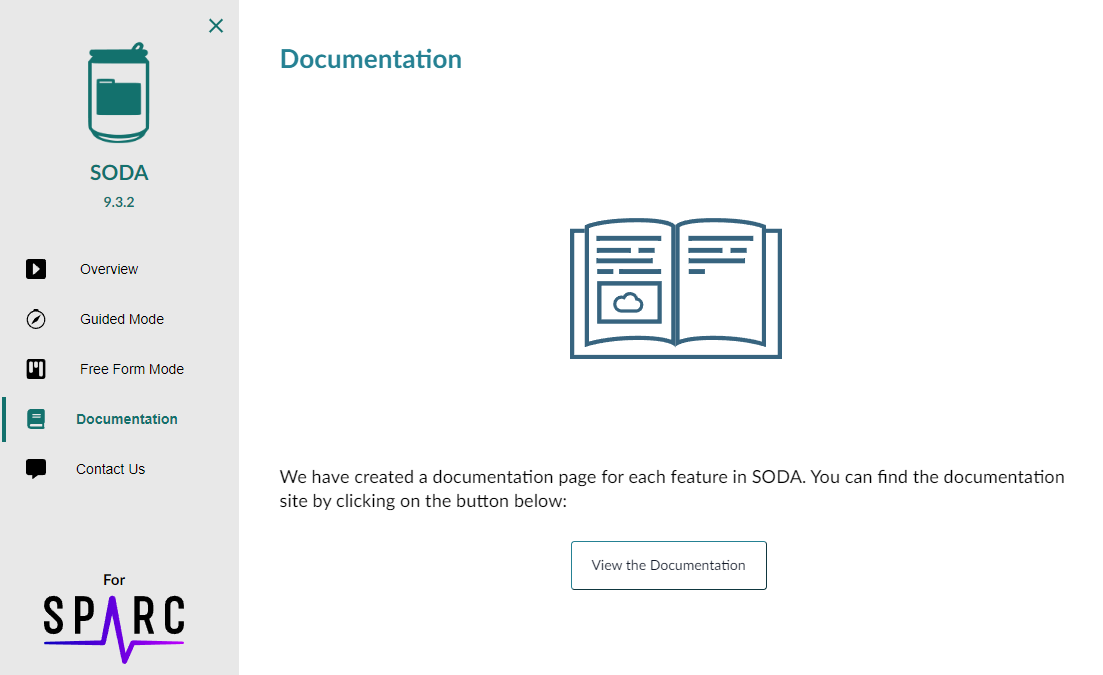 SODA
9.3.2
Overview
Guided Mode
Free Form Mode
Documentation
Contact Us
For
SPARC
Documentation
We have created a documentation page for each feature in SODA. You can find the documentation
site by clicking on the button below:
View the Documentation